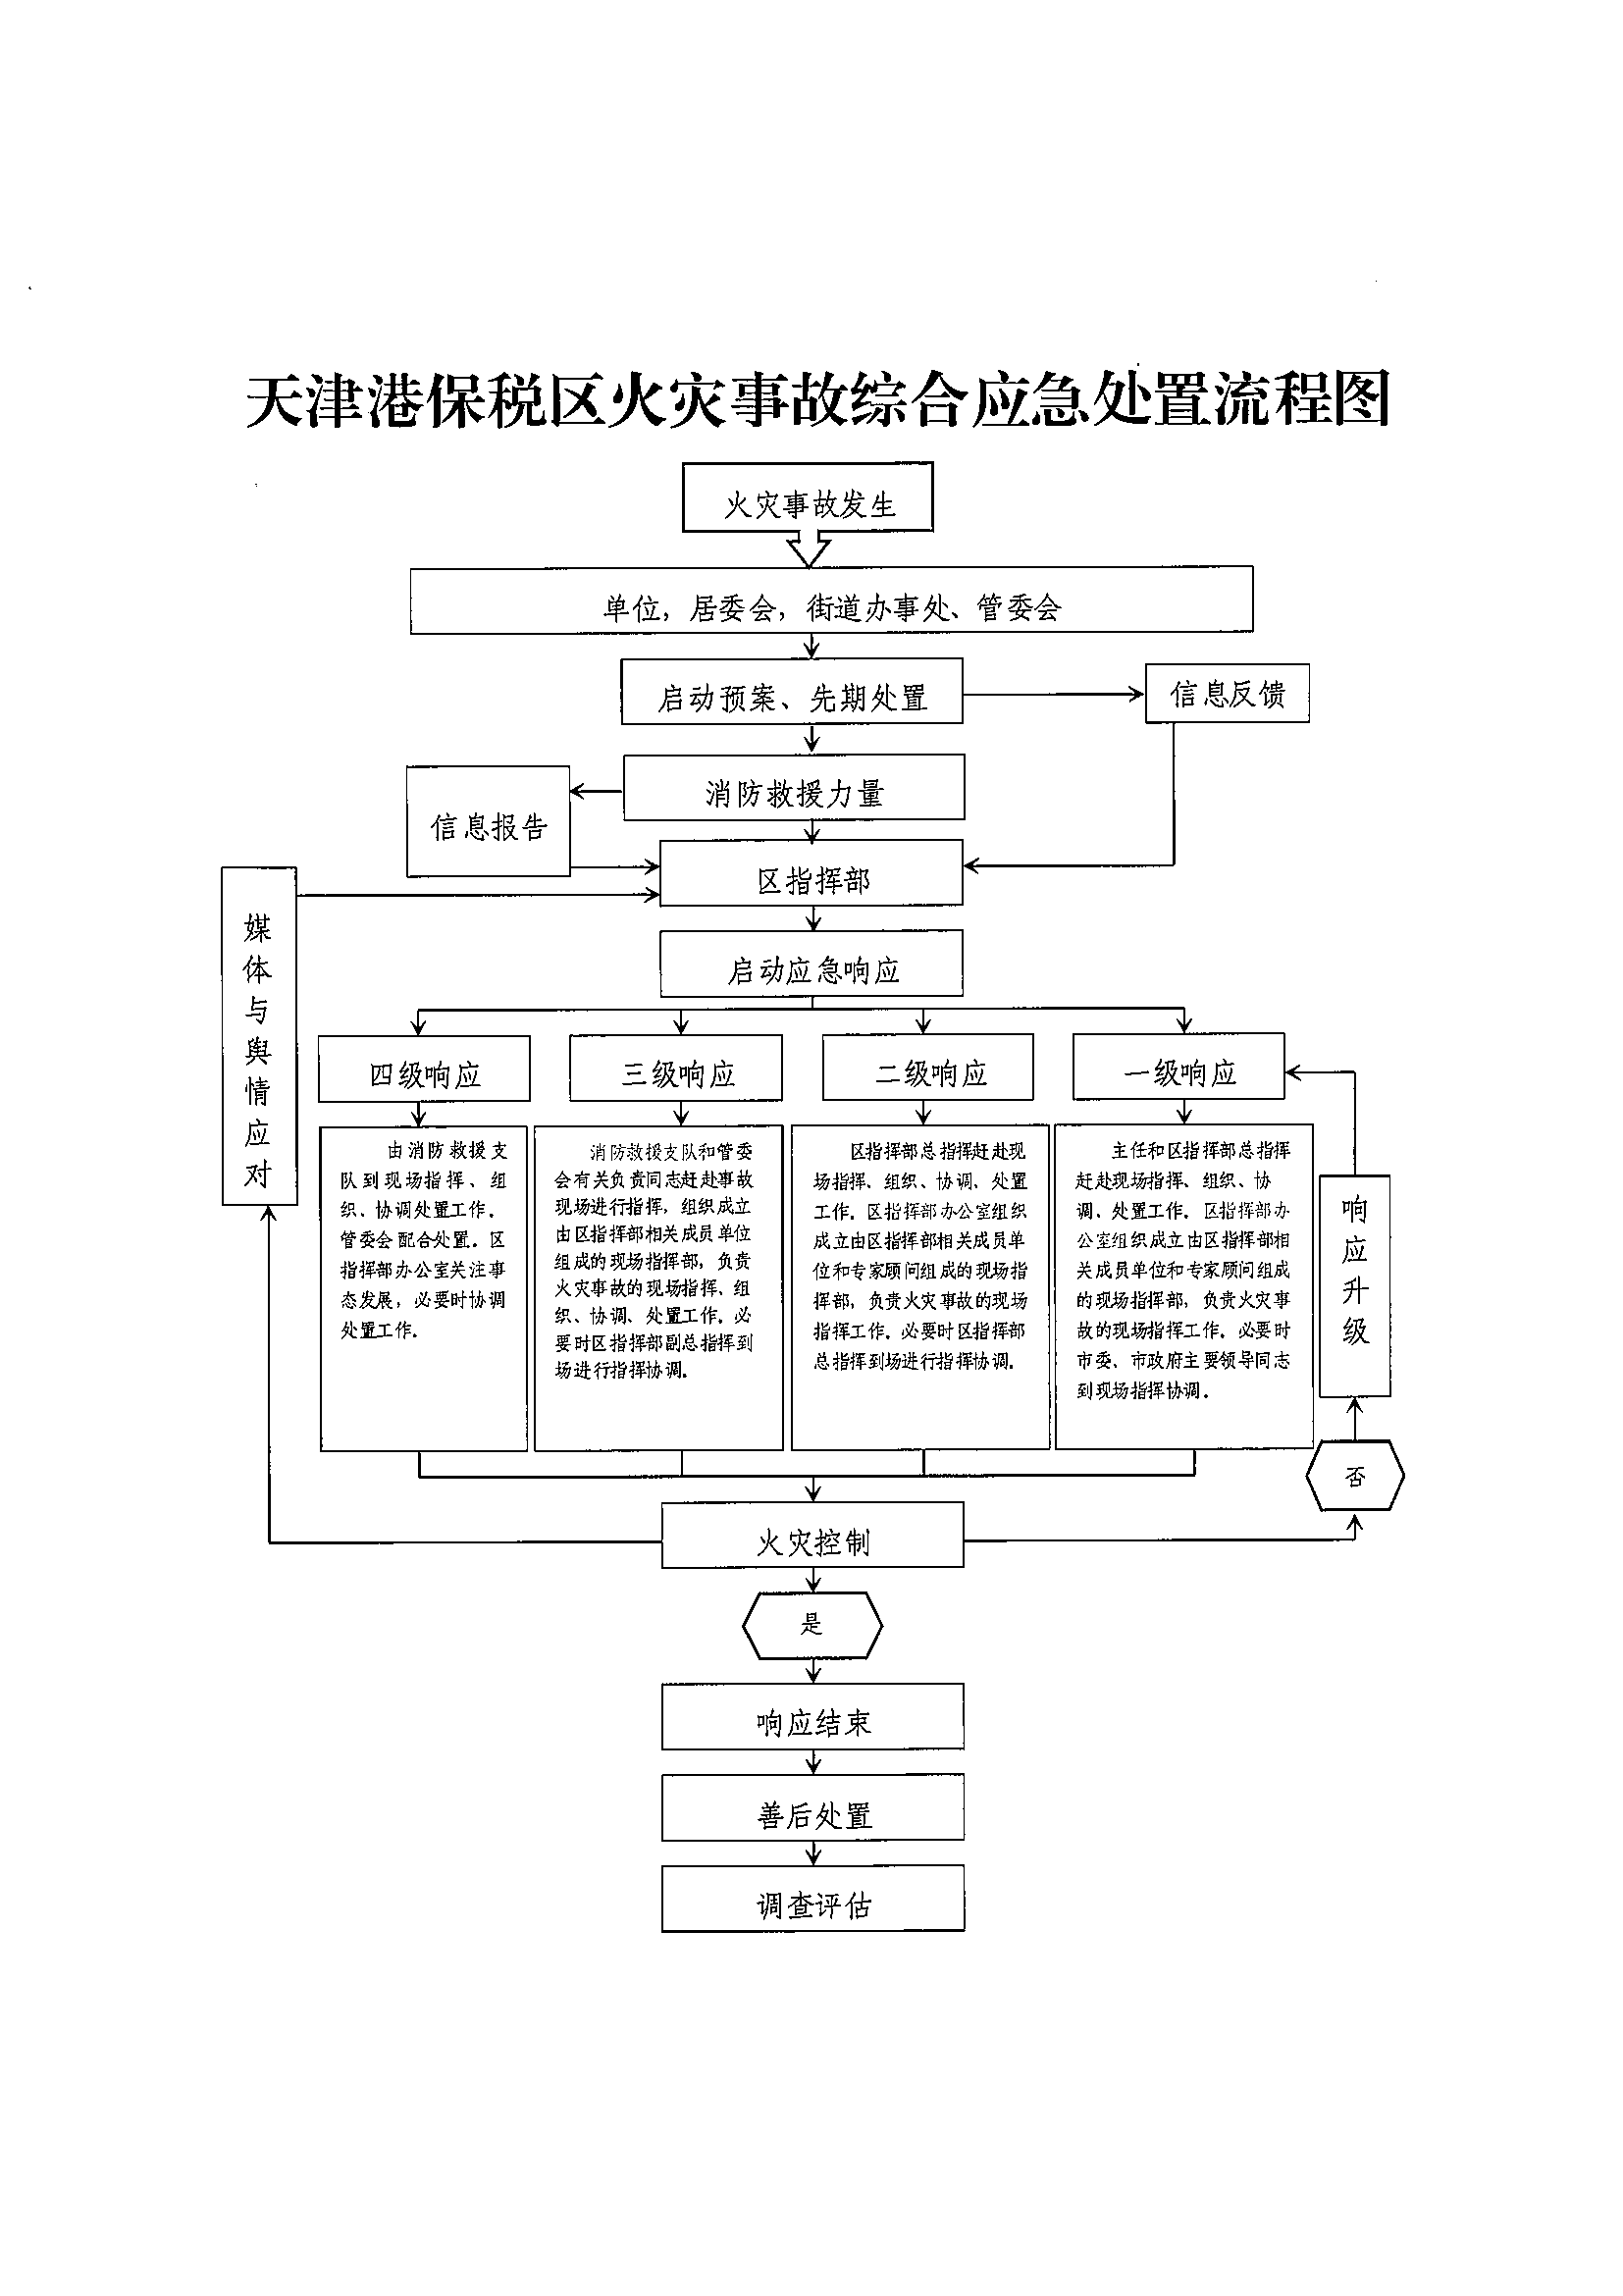 天津港保税区火灾事故综合应急处置流程图
火灾事故发生
单位，居委会，街道办事处、管委会
启动预案、先期处置
信息反馈
消防救援力量
信息报告
区指挥部
媒体与舆情应对
启动应急响应
四级响应
三级响应
二级响应
一级响应
由消防救援支
队到现场指挥、组
织、协调处置工作。
管委会配合处置。区
指挥部办公室关注事
态发展，必要时协调
处置工作。
消防救援支队和管委
会有关负责同志赶赴事故
现场进行指挥，组织成立
由区指挥部相关成员单位
组成的现场指挥部，负责
火灾事故的现场指挥、组
织、协调、处置工作。必
要时区指挥部副总指挥到
场进行指挥协调。
区指挥部总指挥赶赴现
场指挥、组织、协调、处置
工作。区指挥部办公室组织
成立由区指挥部相关成员单
位和专家顾问组成的现场指
挥部，负责火灾事故的现场
指挥工作。必要时区指挥部
总指挥到场进行指挥协调。
主任和区指挥部总指挥
赶赴现场指挥、组织、协
调、处置工作。区指挥部办
公室组织成立由区指挥部相
关成员单位和专家顾问组成
的现场指挥部，负责火灾事
故的现场指挥工作。必要时
市委、市政府主要领导同志
到现场指挥协调。
响应升级
否
火灾控制
是
响应结束
善后处置
调查评估